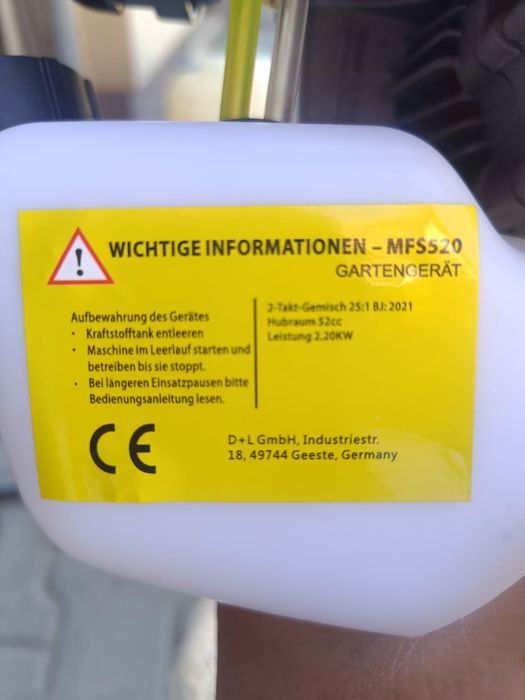 WICHTIGE INFORMATIONEN – MFS520
GARTENGERÄT
Aufbewahrung des Gerätes
• Kraftstofftank entleeren
• Maschine im Leerlauf starten und
betreiben bis sie stoppt.
• Bei längeren Einsatzpausen bitte
Bedienungsanleitung lesen.
2-Takt-Gemisch 25:1 BJ: 2021
Hubraum 52cc
Leistung 2.20KW
CE
D+L GmbH, Industriestr.
18, 49744 Geeste, Germany